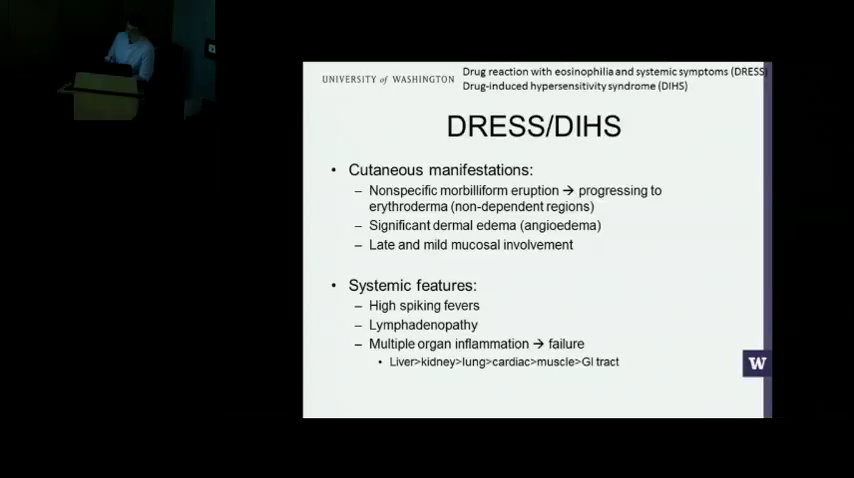 UNIVERSITY of WASHINGTON
Drug reaction with eosinophilia and systemic symptoms (DRESS)
Drug-induced hypersensitivity syndrome (DIHS)
DRESS/DIHS
• Cutaneous manifestations:
– Nonspecific morbilliform eruption → progressing to
erythroderma (non-dependent regions)
– Significant dermal edema (angioedema)
– Late and mild mucosal involvement
• Systemic features:
– High spiking fevers
– Lymphadenopathy
– Multiple organ inflammation → failure
• Liver>kidney>lung>cardiac>muscle>GI tract
W